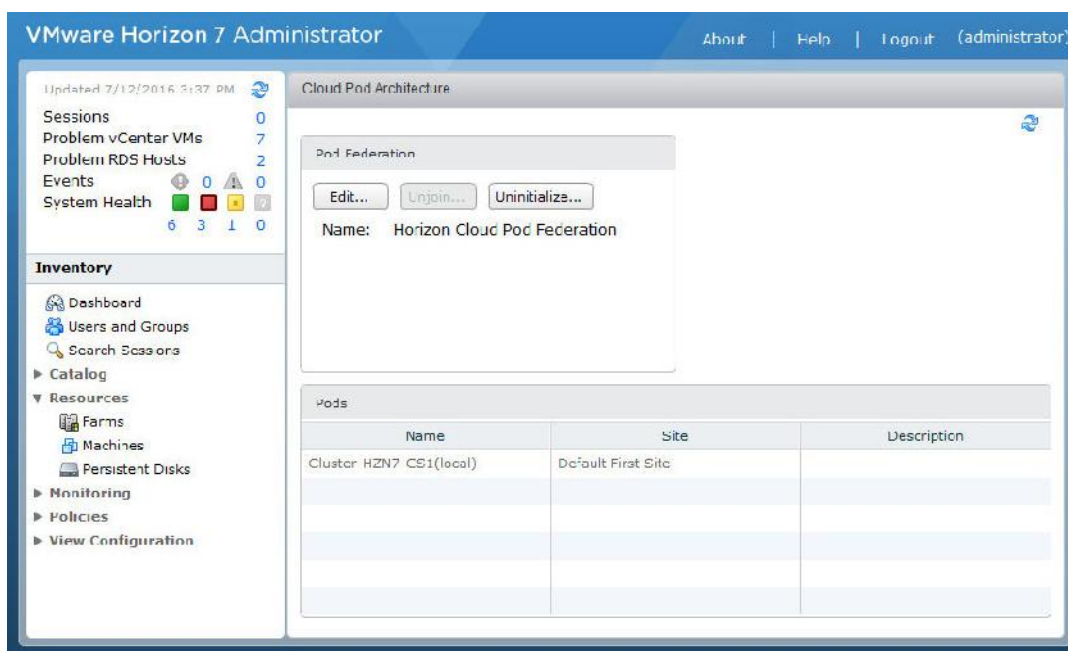 VMware Horizon 7 Administrator
About | Help | Logout (administrator)
Updated 7/12/2016 3:37 PM
Sessions 0
Problem vCenter VMs 7
Problem RDS Hosts 2
Events 0 0
System Health
6 3 1 0
Inventory
Dashboard
Users and Groups
Search Sessions
Catalog
Resources
Farms
Machines
Persistent Disks
Monitoring
Policies
View Configuration
Cloud Pod Architecture
Pod Federation
Edit... Unjoin... Uninitialize...
Name: Horizon Cloud Pod Federation
Pods
Name Site Description
Cluster HZN7 CS1(local) Default First Site